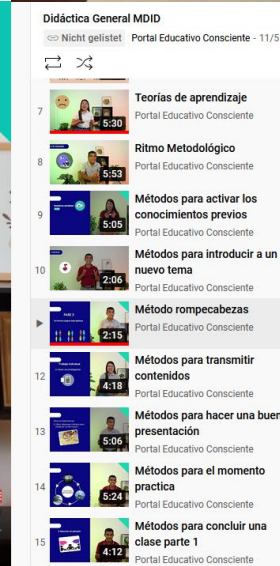 Didáctica General MDID
Nicht gelistet Portal Educativo Consciente - 11/5
7
5:30
Teorías de aprendizaje
Portal Educativo Consciente
8
5:53
Ritmo Metodológico
Portal Educativo Consciente
9
5:05
Métodos para activar los
conocimientos previos
Portal Educativo Consciente
10
2:06
Métodos para introducir a un
nuevo tema
Portal Educativo Consciente
2:15
Método rompecabezas
Portal Educativo Consciente
12
4:18
Métodos para transmitir
contenidos
Portal Educativo Consciente
13
5:06
Métodos para hacer una buen
presentación
Portal Educativo Consciente
14
5:24
Métodos para el momento
practica
Portal Educativo Consciente
15
4:12
Métodos para concluir una
clase parte 1
Portal Educativo Consciente